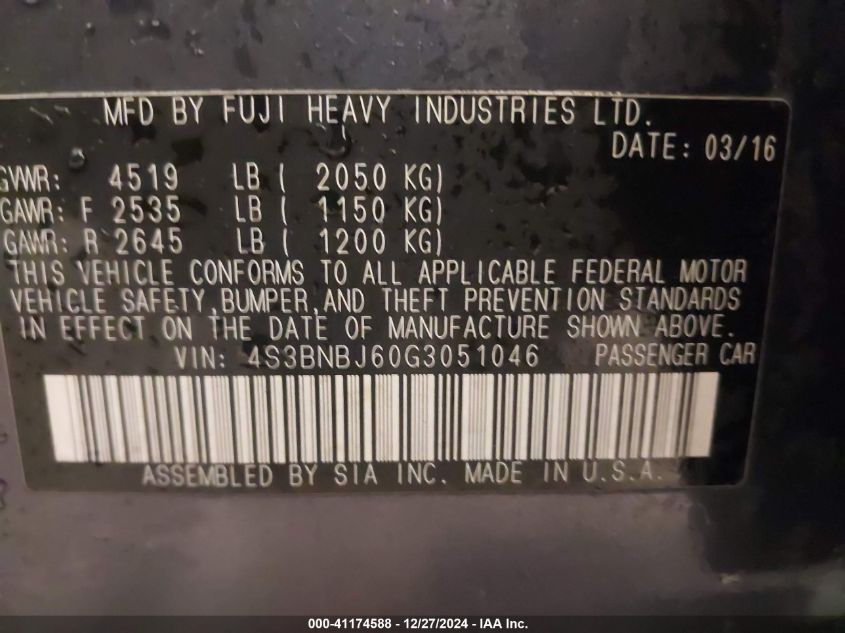 MFD BY FUJI HEAVY INDUSTRIES LTD.
DATE: 03/16
GVWR: 4519 LB ( 2050 KG)
GAWR: F 2535 LB ( 1150 KG)
GAWR: R 2645 LB ( 1200 KG)
THIS VEHICLE CONFORMS TO ALL APPLICABLE FEDERAL MOTOR
VEHICLE SAFETY,BUMPER,AND THEFT PREVENTION STANDARDS
IN EFFECT ON THE DATE OF MANUFACTURE SHOWN ABOVE.
VIN: 4S3BNBJ60G3051046 PASSENGER CAR
ASSEMBLED BY SIA INC. MADE IN U.S.A.
000-41174588 - 12/27/2024 - IAA Inc.